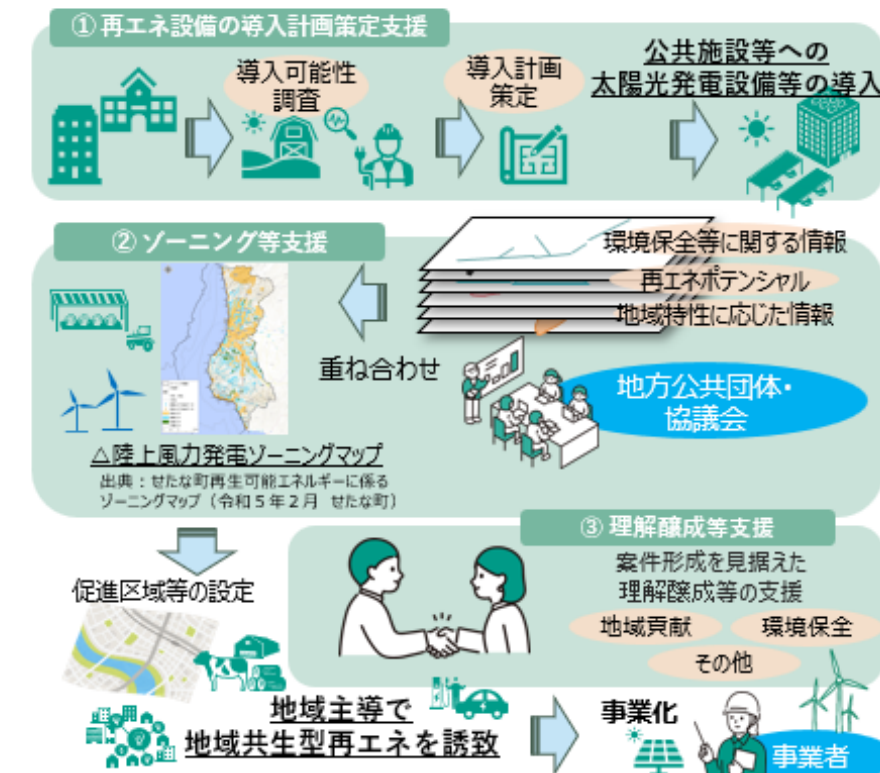 ① 再エネ設備の導入計画策定支援
導入可能性
調査
導入計画
策定
公共施設等への
太陽光発電設備等の導入
② ゾーニング等支援
環境保全等に関する情報
再エネポテンシャル
地域特性に応じた情報
重ね合わせ
地方公共団体・
協議会
△陸上風力発電ゾーニングマップ
出典：せたな町再生可能エネルギーに係る
ゾーニングマップ（令和５年２月 せたな町）
③ 理解醸成等支援
案件形成を見据えた
理解醸成等の支援
地域貢献
環境保全
その他
促進区域等の設定
地域主導で
地域共生型再エネを誘致
事業化
事業者